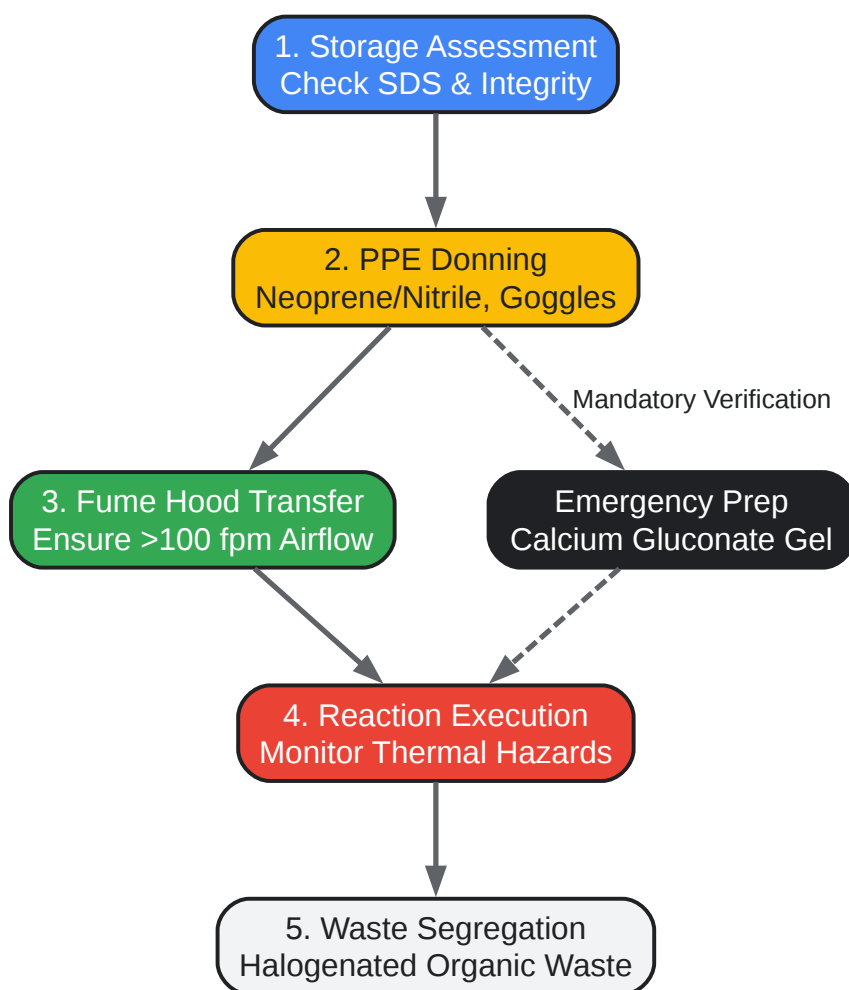 1. Storage Assessment
Check SDS & Integrity
2. PPE Donning
Neoprene/Nitrile, Goggles
Mandatory Verification
3. Fume Hood Transfer
Ensure >100 fpm Airflow
Emergency Prep
Calcium Gluconate Gel
4. Reaction Execution
Monitor Thermal Hazards
5. Waste Segregation
Halogenated Organic Waste